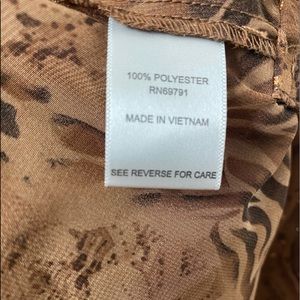 100% POLYESTER
RN69791
MADE IN VIETNAM
SEE REVERSE FOR CARE